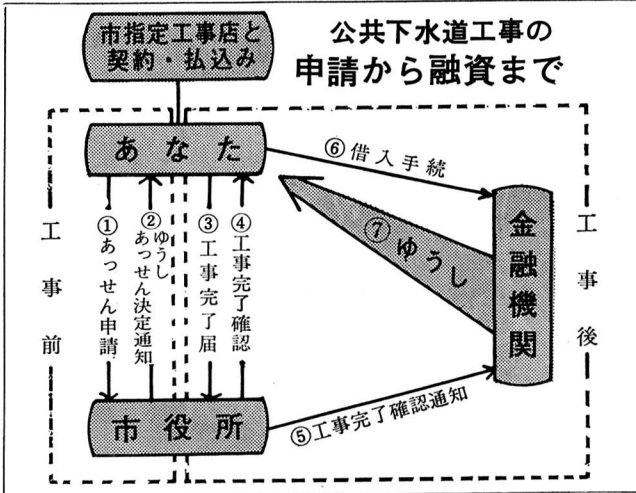 公共下水道工事の
申請から融資まで
市指定工事店と
契約・払込み
あなた
工事前
①あっせん申請
②ゆうし
あっせん決定通知
③工事完了届
④工事完了確認
市役所
⑤工事完了確認通知
⑥借入手続
⑦ゆうし
金融機関
工事後